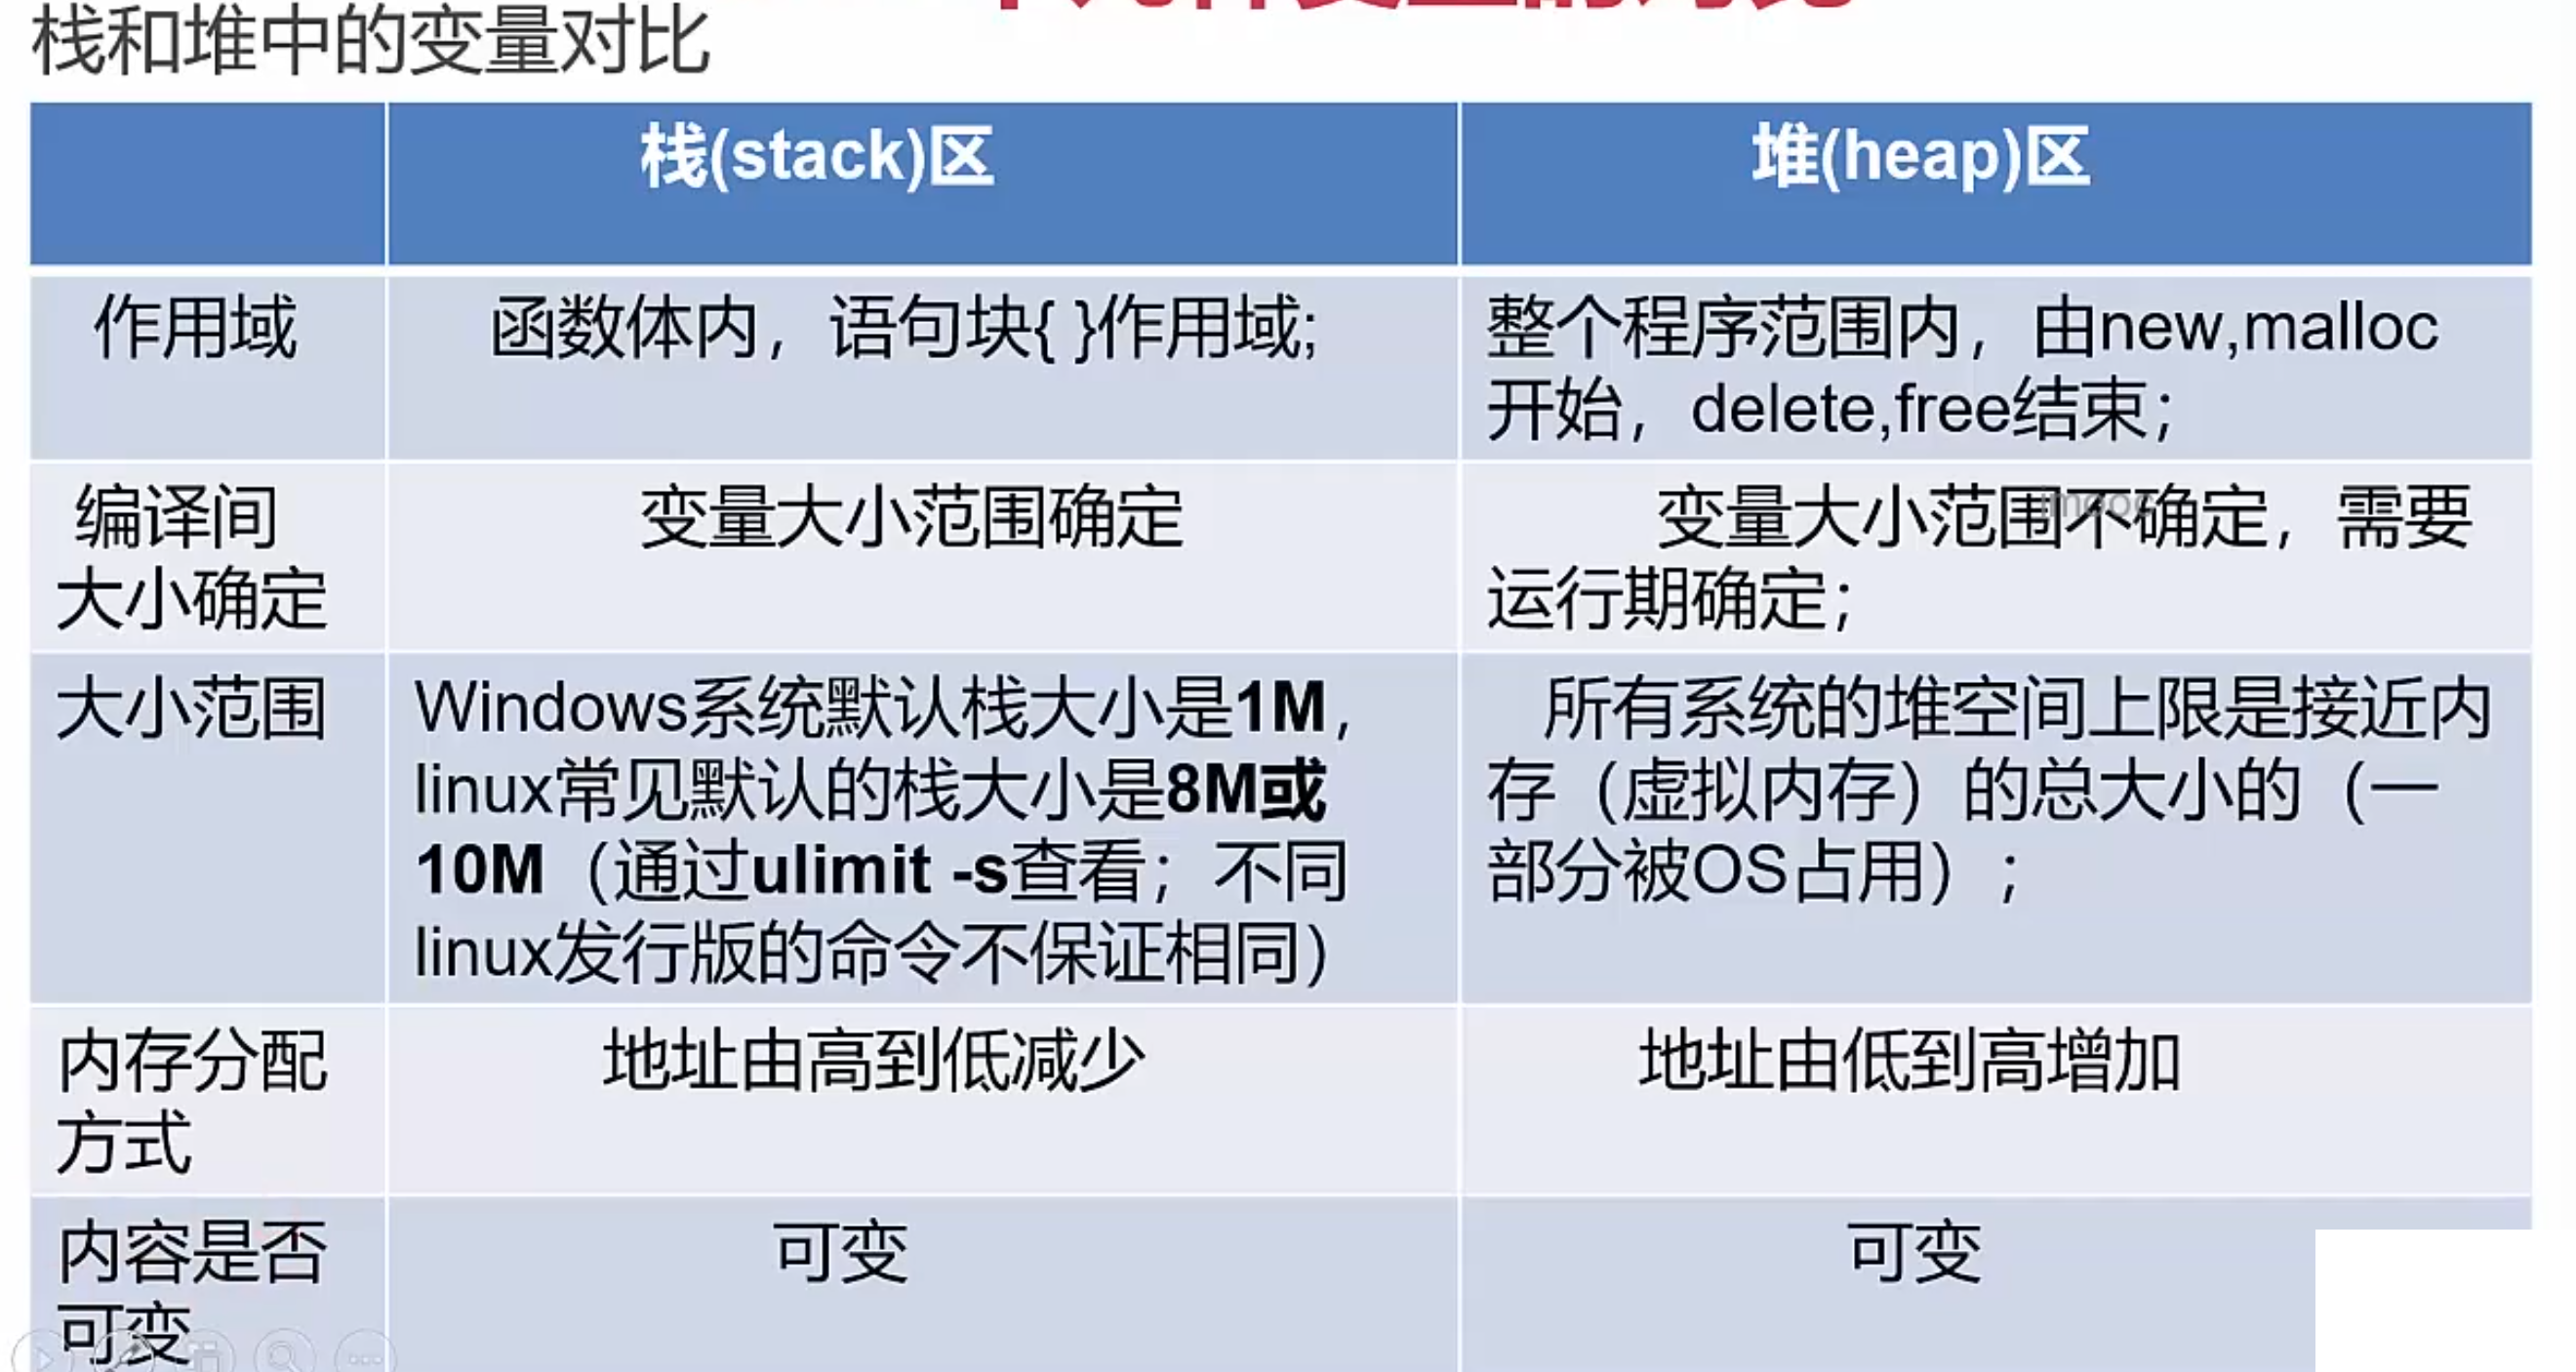 栈和堆中的变量对比
栈(stack)区
堆(heap)区
作用域
函数体内，语句块{ }作用域;
整个程序范围内，由new,malloc
开始，delete,free结束；
编译间
大小确定
变量大小范围确定
变量大小范围不确定，需要
运行期确定；
imooc
大小范围
Windows系统默认栈大小是1M，
linux常见默认的栈大小是8M或
10M（通过ulimit -s查看；不同
linux发行版的命令不保证相同）
所有系统的堆空间上限是接近内
存（虚拟内存）的总大小的（一
部分被OS占用）；
内存分配
方式
地址由高到低减少
地址由低到高增加
内容是否
可变
可变
可变